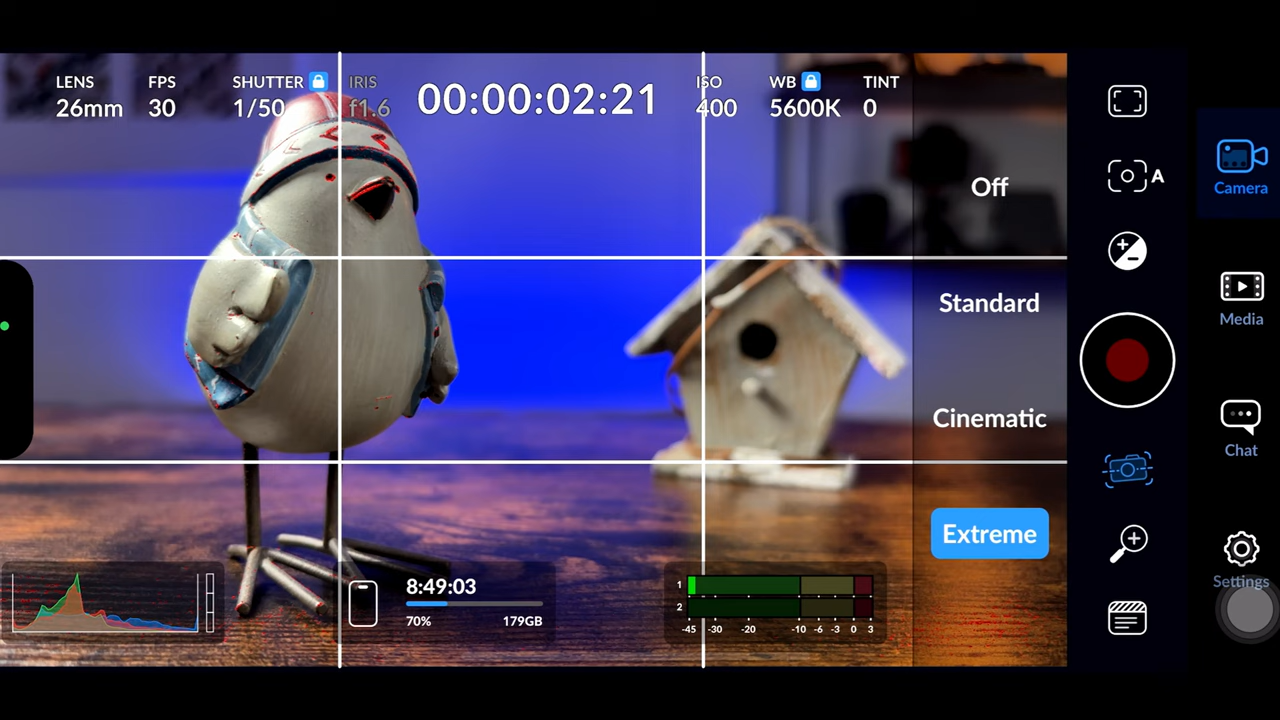 LENS FPS SHUTTER IRIS ISO WB TINT
26mm 30 1/50 f1.6 00:00:02:21 400 5600K 0
A
Off
Camera
Standard
Media
Cinematic
Chat
Extreme
Settings
8:49:03
70% 179GB
1
2
-45 -30 -20 -10 -6 -3 0 3